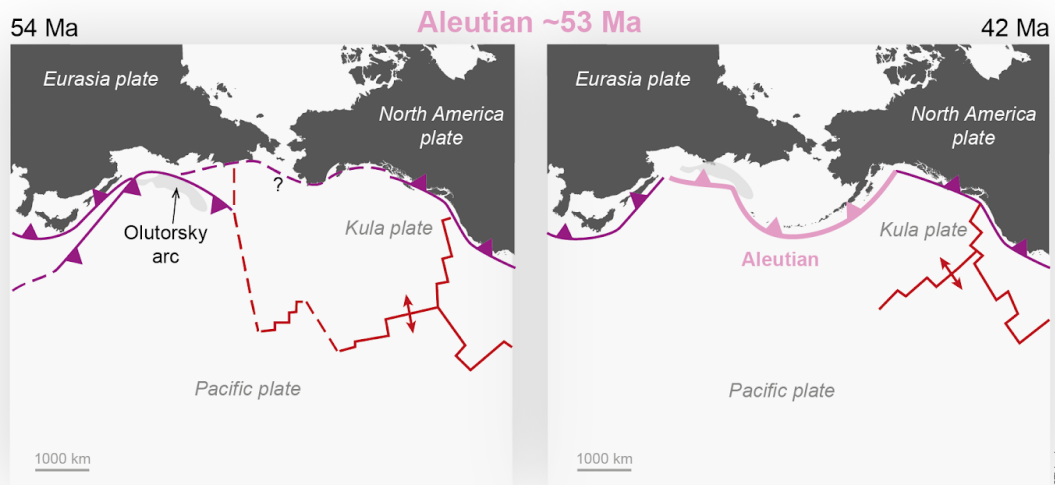 Aleutian ~53 Ma
54 Ma
Eurasia plate
North America
plate
?
Olutorsky
arc
Kula plate
Pacific plate
1000 km
42 Ma
Eurasia plate
North America
plate
Kula plate
Aleutian
Pacific plate
1000 km